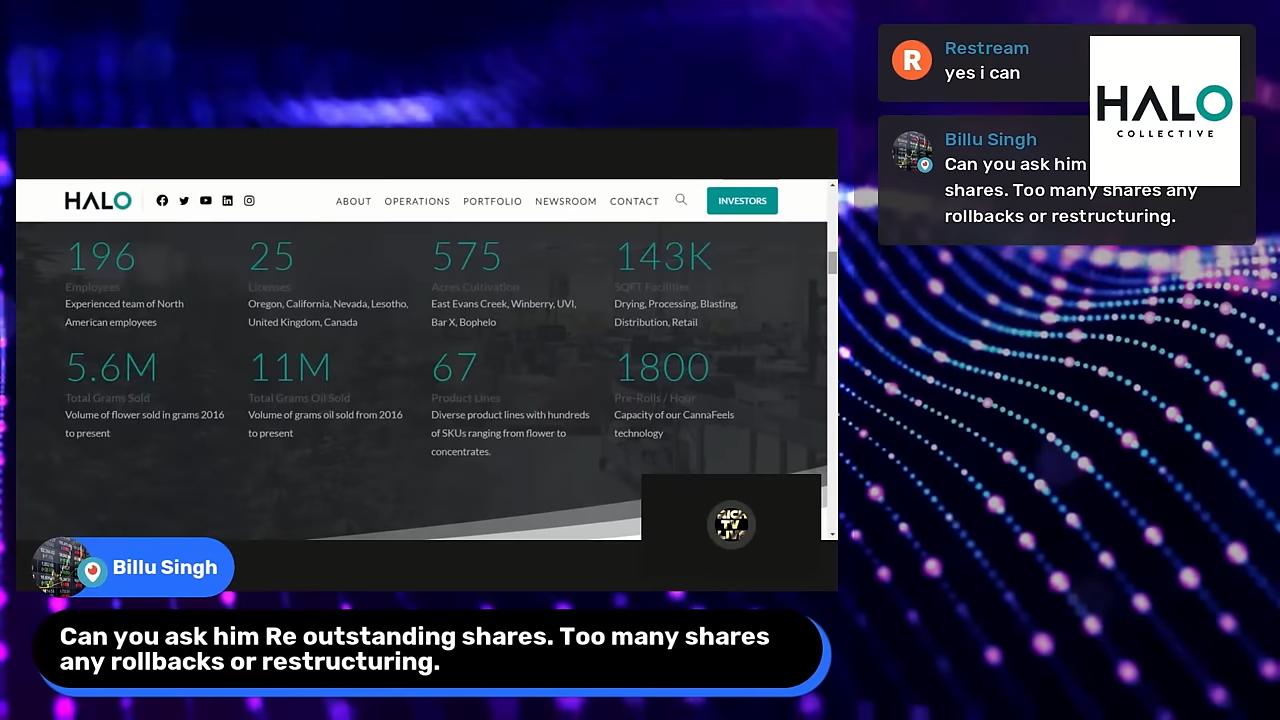 HALO
ABOUT OPERATIONS PORTFOLIO NEWSROOM CONTACT
INVESTORS
196
Employees
Experienced team of North
American employees
25
Licenses
Oregon, California, Nevada, Lesotho,
United Kingdom, Canada
575
Acres Cultivation
East Evans Creek, Winberry, UVI,
Bar X, Bophelo
143K
SQFT Facilities
Drying, Processing, Blasting,
Distribution, Retail
5.6M
Total Grams Sold
Volume of flower sold in grams 2016
to present
11M
Total Grams Oil Sold
Volume of grams oil sold from 2016
to present
67
Product Lines
Diverse product lines with hundreds
of SKUs ranging from flower to
concentrates.
1800
Pre-Rolls / Hour
Capacity of our CannaFeels
technology
RICH
TV
LIVE
Billu Singh
Can you ask him Re outstanding shares. Too many shares
any rollbacks or restructuring.
R
Restream
yes i can
Billu Singh
Can you ask him
shares. Too many shares any
rollbacks or restructuring.
HALO
COLLECTIVE